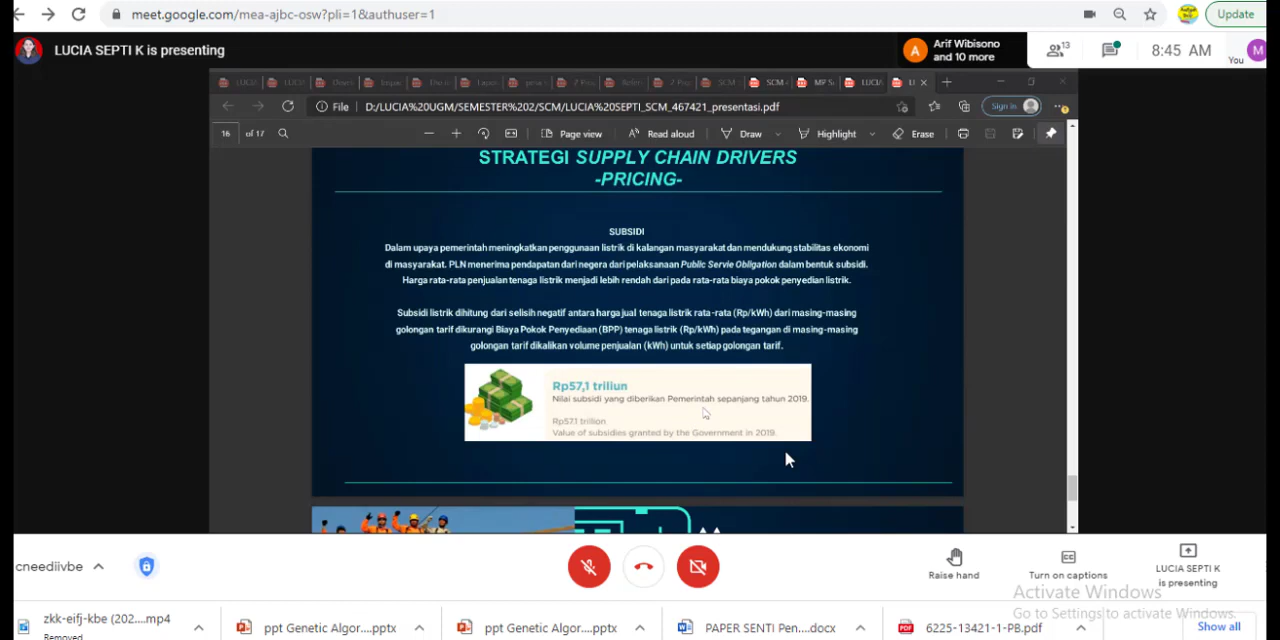 meet.google.com/mea-ajbc-osw?pli=1&authuser=1
Update
LUCIA SEPTI K is presenting
A
Arif Wibisono
and 10 more
13
8:45 AM
M
You
SCM
File
D:/LUCIA%20UGM/SEMESTER%202/SCM/LUCIA%20SEPTI_SCM_467421_presentasi.pdf
Sign in
16 of 17
Page view
Read aloud
Draw
Highlight
Erase
STRATEGI SUPPLY CHAIN DRIVERS
-PRICING-
SUBSIDI
Dalam upaya pemerintah meningkatkan penggunaan listrik di kalangan masyarakat dan mendukung stabilitas ekonomi
di masyarakat. PLN menerima pendapatan dari negera dari pelaksanaan Public Servie Obligation dalam bentuk subsidi.
Harga rata-rata penjualan tenaga listrik menjadi lebih rendah dari pada rata-rata biaya pokok penyedian listrik.
Subsidi listrik dihitung dari selisih negatif antara harga jual tenaga listrik rata-rata (Rp/kWh) dari masing-masing
golongan tarif dikurangi Biaya Pokok Penyediaan (BPP) tenaga listrik (Rp/kWh) pada tegangan di masing-masing
golongan tarif dikalikan volume penjualan (kWh) untuk setiap golongan tarif.
Rp57,1 triliun
Nilai subsidi yang diberikan Pemerintah sepanjang tahun 2019.
Rp57.1 trillion
Value of subsidies granted by the Government in 2019.
cneediivbe
Raise hand
CC
Turn on captions
LUCIA SEPTI K
is presenting
Activate Windows
Go to Settings to activate Windows.
zkk-eifj-kbe (202....mp4
Removed
ppt Genetic Algor....pptx
ppt Genetic Algor....pptx
PAPER SENTI Pen....docx
6225-13421-1-PB.pdf
Show all